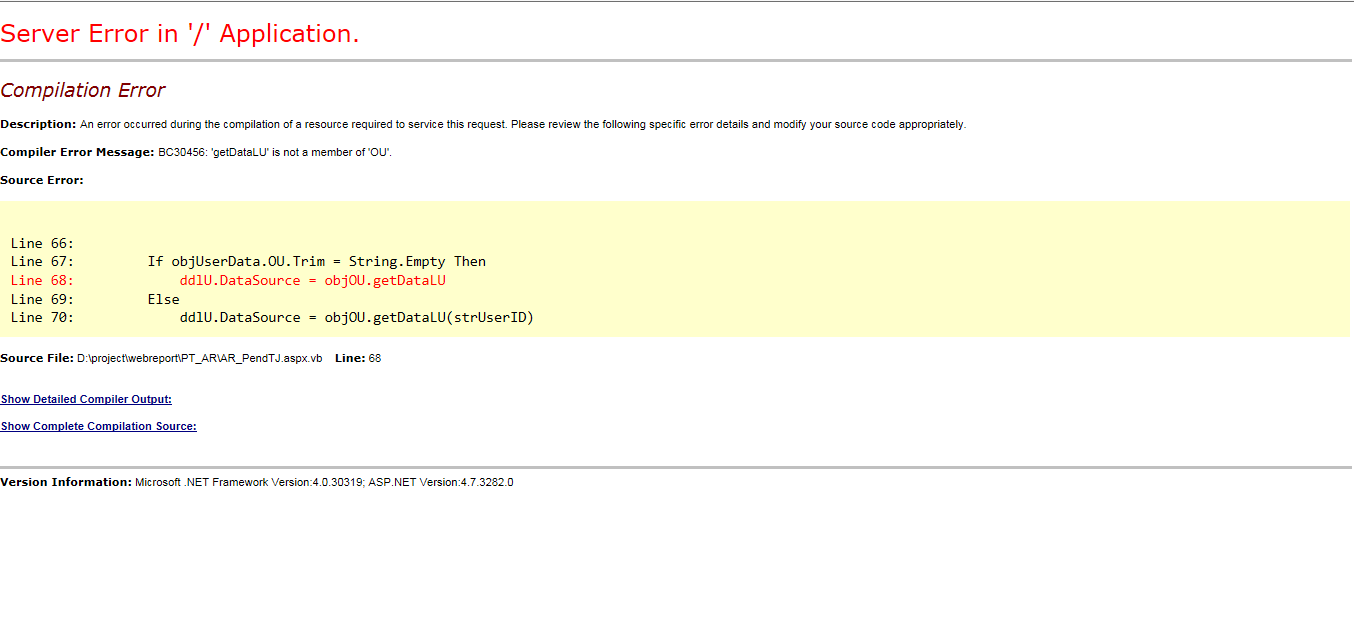 Server Error in '/' Application.
Compilation Error
Description: An error occurred during the compilation of a resource required to service this request. Please review the following specific error details and modify your source code appropriately.
Compiler Error Message: BC30456: 'getDataLU' is not a member of 'OU'.
Source Error:
Line 66:
Line 67:         If objUserData.OU.Trim = String.Empty Then
Line 68:             ddlU.DataSource = objOU.getDataLU
Line 69:         Else
Line 70:             ddlU.DataSource = objOU.getDataLU(strUserID)
Source File: D:\project\webreport\PT_AR\AR_PendTJ.aspx.vb    Line: 68
Show Detailed Compiler Output:
Show Complete Compilation Source:
Version Information: Microsoft .NET Framework Version:4.0.30319; ASP.NET Version:4.7.3282.0